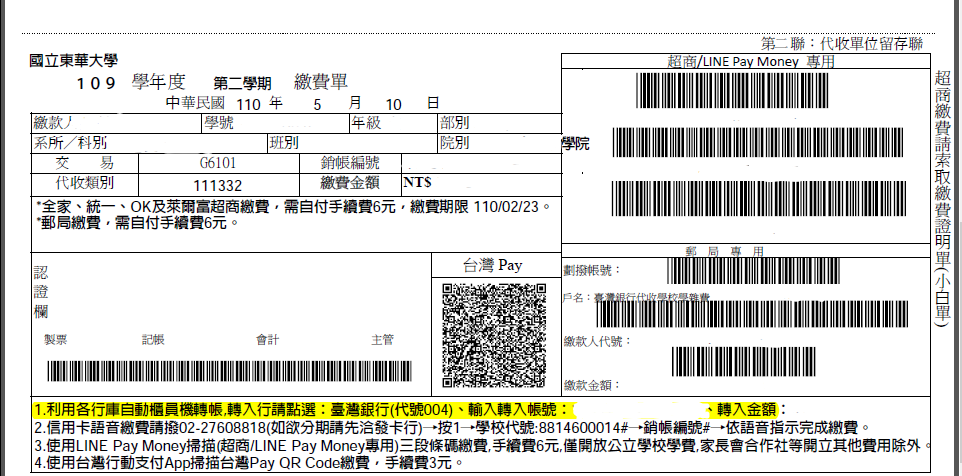 第二聯：代收單位留存聯
國立東華大學
109 學年度 第二學期 繳費單
中華民國 110 年 5 月 10 日
繳款人 學號 年級 部別
系所／科別 班別 院別 學院
交易 G6101 銷帳編號
代收類別 111332 繳費金額 NT$
*全家、統一、OK及萊爾富超商繳費，需自付手續費6元，繳費期限 110/02/23。
*郵局繳費，需自付手續費6元。
認證欄
製票 記帳 會計 主管
台灣 Pay
超商/LINE Pay Money 專用
郵局專用
劃撥帳號：
戶名：臺灣銀行代收學校學雜費
繳款人代號：
繳款金額：
超商繳費請索取繳費證明單(小白單)
1.利用各行庫自動櫃員機轉帳,轉入行請點選：臺灣銀行(代號004)、輸入轉入帳號： 、轉入金額：
2.信用卡語音繳費請撥02-27608818(如欲分期請先洽發卡行)→按1→學校代號:8814600014#→銷帳編號#→依語音指示完成繳費。
3.使用LINE Pay Money掃描(超商/LINE Pay Money專用)三段條碼繳費,手續費6元,僅開放公立學校學費,家長會合作社等開立其他費用除外。
4.使用台灣行動支付App掃描台灣Pay QR Code繳費，手續費3元。